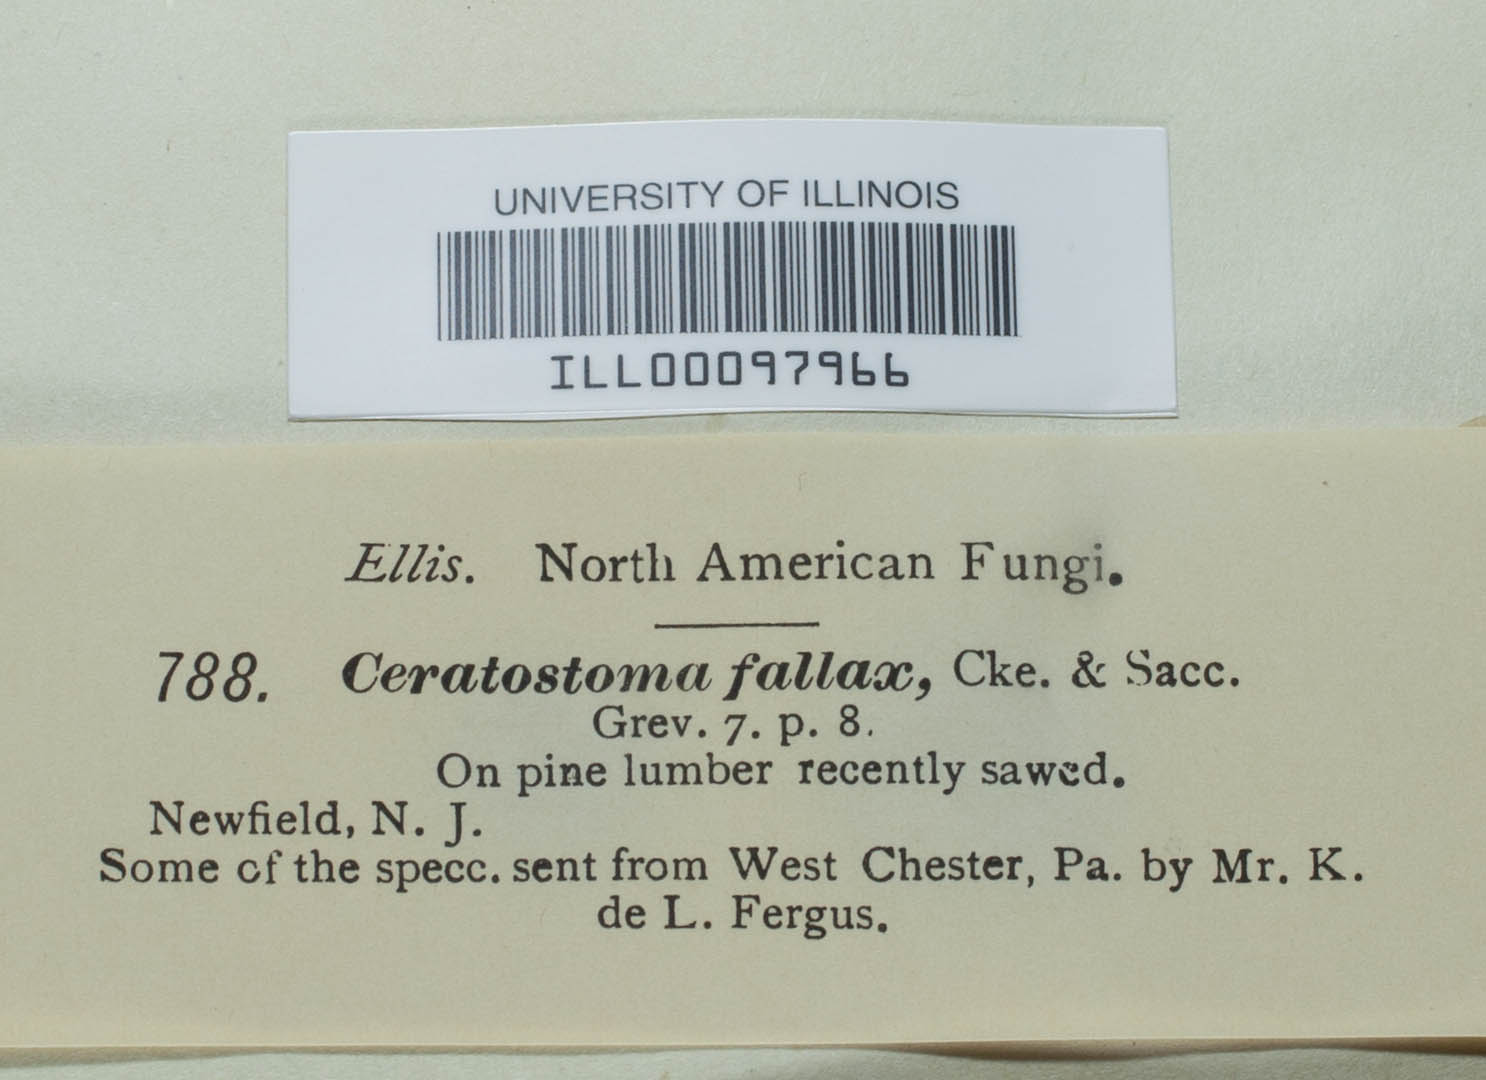 UNIVERSITY OF ILLINOIS
ILL00097966
Ellis. North American Fungi.
788. Ceratostoma fallax, Cke. & Sacc.
Grev. 7. p. 8.
On pine lumber recently sawed.
Newfield, N. J.
Some of the specc. sent from West Chester, Pa. by Mr. K.
de L. Fergus.